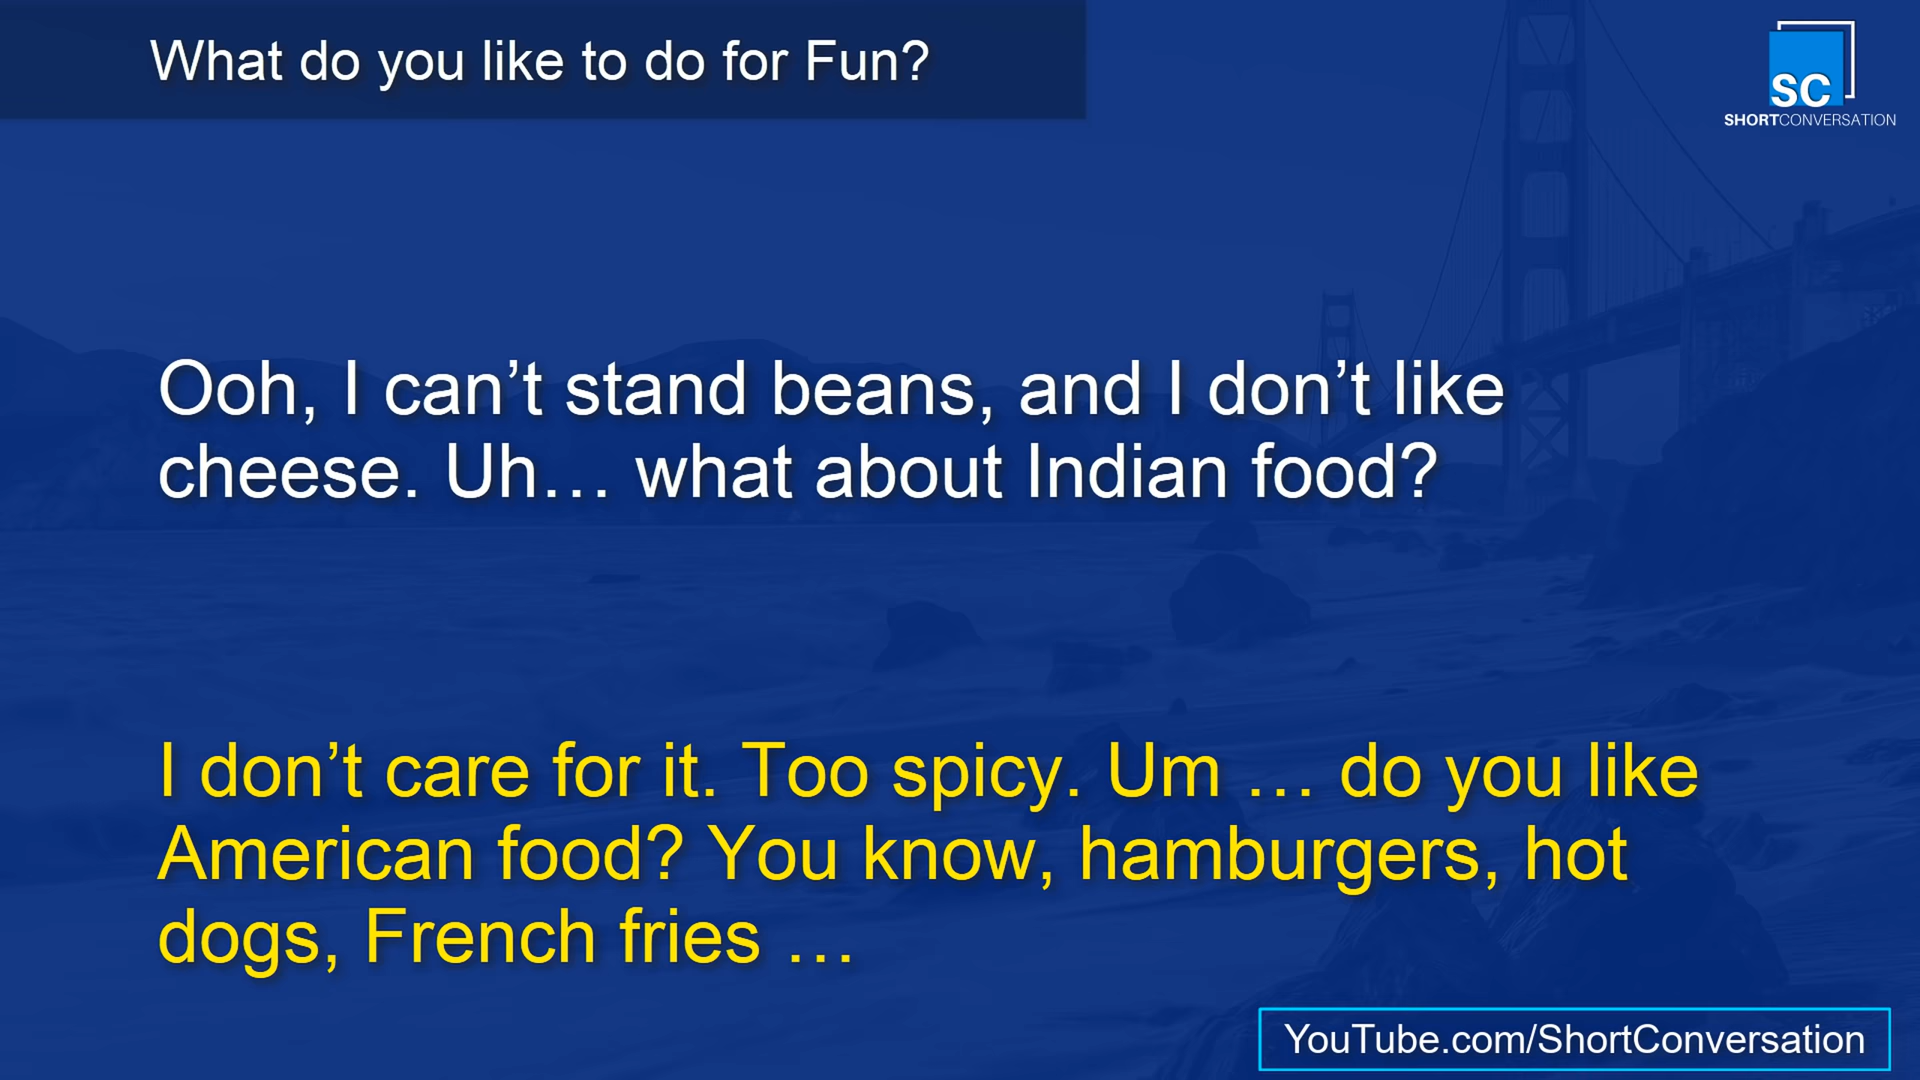 What do you like to do for Fun?
SC
SHORTCONVERSATION
Ooh, I can’t stand beans, and I don’t like
cheese. Uh… what about Indian food?
I don’t care for it. Too spicy. Um … do you like
American food? You know, hamburgers, hot
dogs, French fries …
YouTube.com/ShortConversation